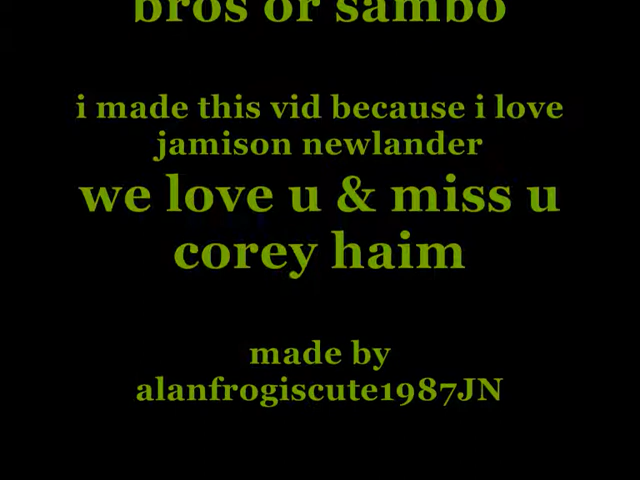 bros or sambo
i made this vid because i love
jamison newlander
we love u & miss u
corey haim
made by
alanfrogiscute1987JN